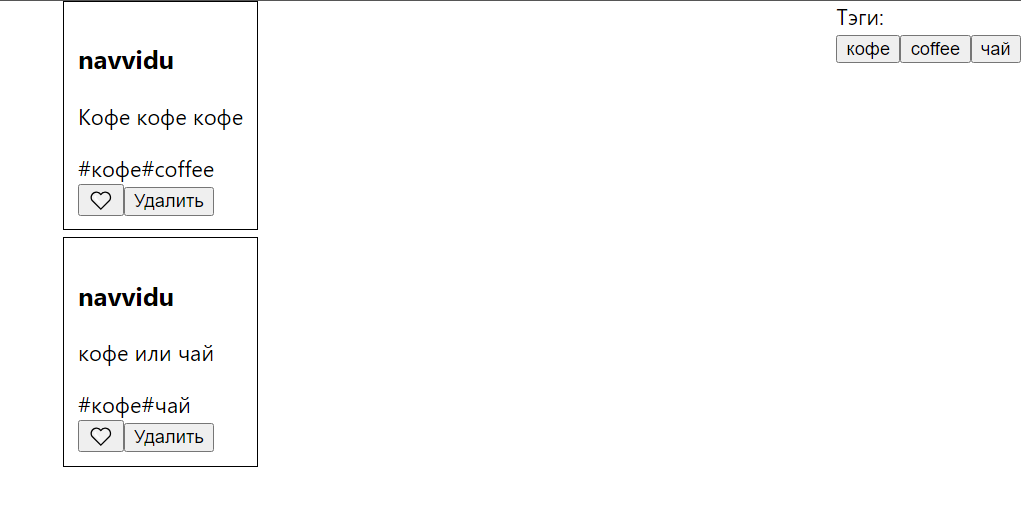 navvidu
Кофе кофе кофе
#кофе#coffee
Удалить
navvidu
кофе или чай
#кофе#чай
Удалить
Тэги:
кофе coffee чай